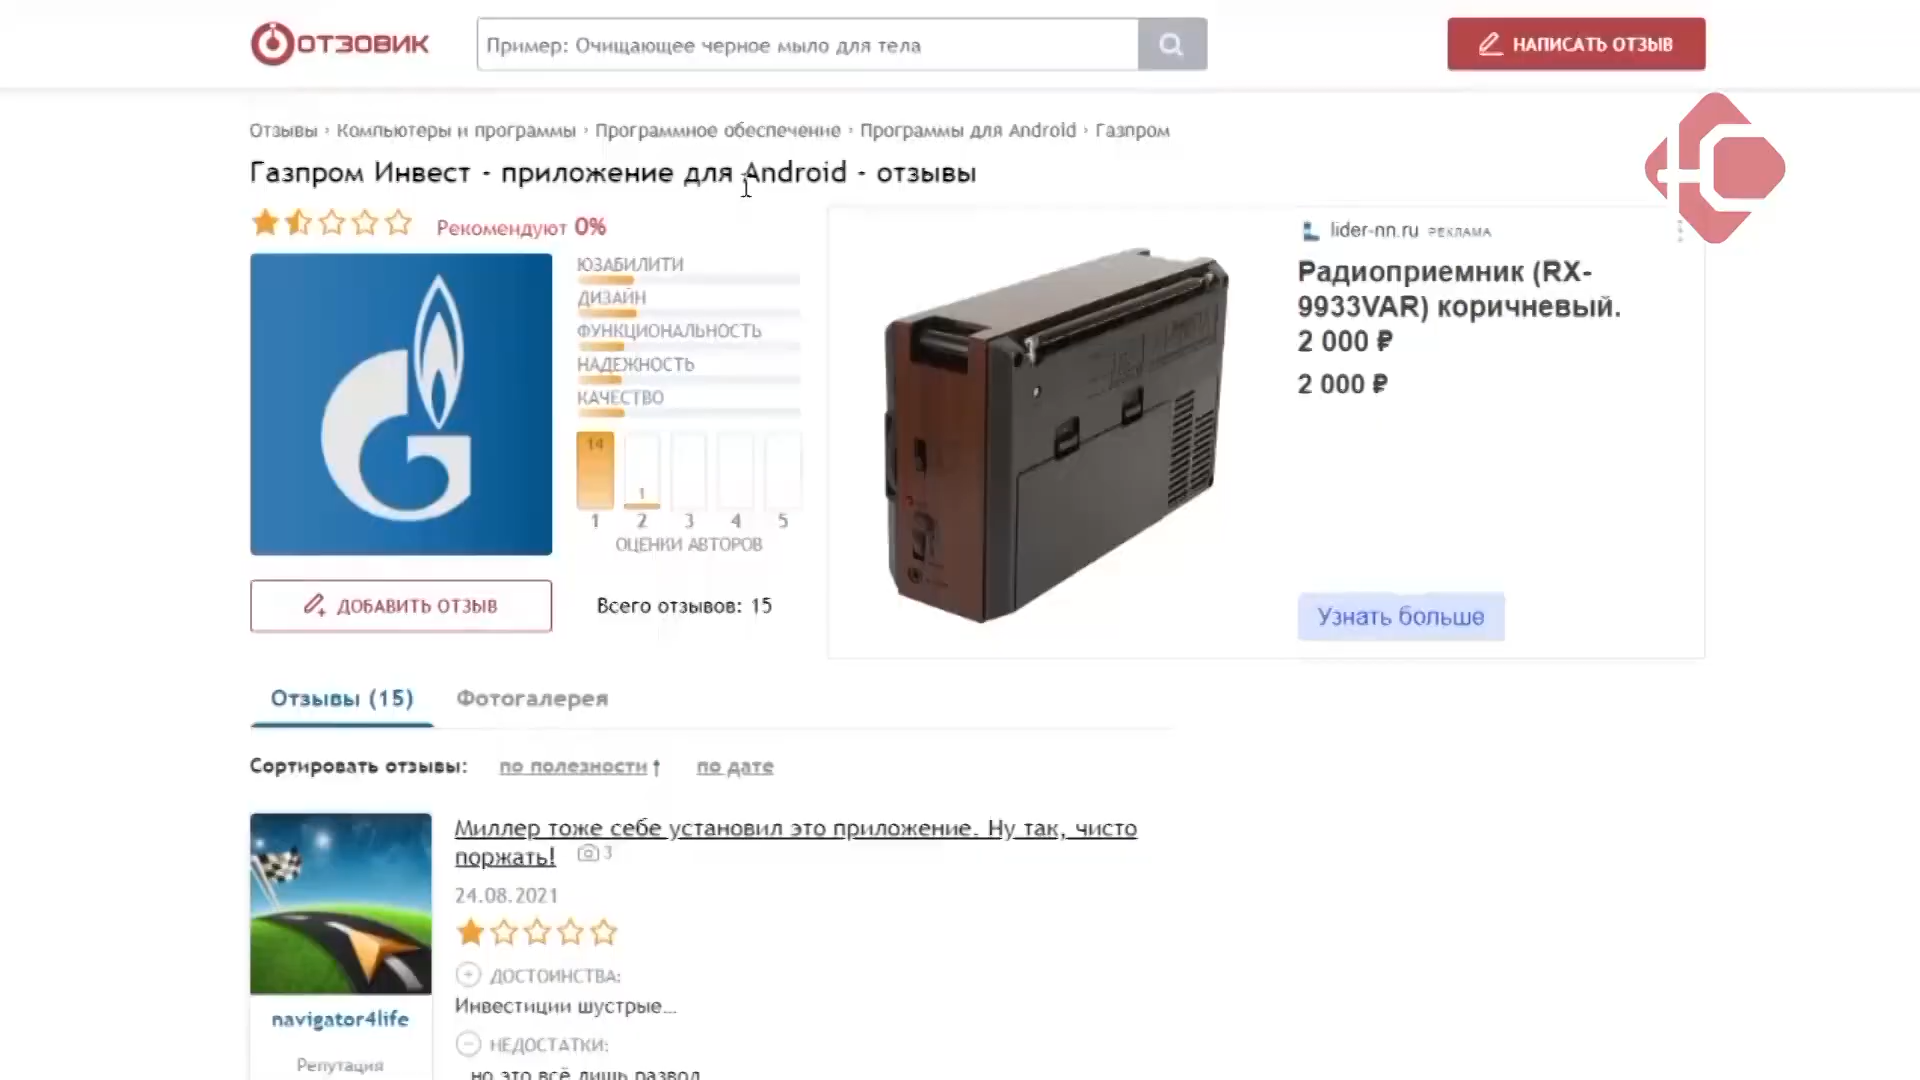 ОТЗОВИК
Пример: Очищающее черное мыло для тела
НАПИСАТЬ ОТЗЫВ
Отзывы › Компьютеры и программы › Программное обеспечение › Программы для Android › Газпром
Газпром Инвест - приложение для Android - отзывы
Рекомендуют 0%
ЮЗАБИЛИТИ
ДИЗАЙН
ФУНКЦИОНАЛЬНОСТЬ
НАДЕЖНОСТЬ
КАЧЕСТВО
14
1
1 2 3 4 5
ОЦЕНКИ АВТОРОВ
ДОБАВИТЬ ОТЗЫВ
Всего отзывов: 15
lider-nn.ru РЕКЛАМА
Радиоприемник (RX-
9933VAR) коричневый.
2 000 ₽
2 000 ₽
Узнать больше
Отзывы (15)
Фотогалерея
Сортировать отзывы: по полезности↑ по дате
Миллер тоже себе установил это приложение. Ну так, чисто
поржать! 3
24.08.2021
ДОСТОИНСТВА:
Инвестиции шустрые...
НЕДОСТАТКИ:
но это всё лишь развод
navigator4life
Репутация